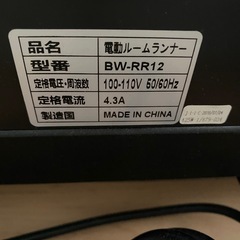 品名 電動ルームランナー
型番 BW-RR12
定格電圧・周波数 100-110V 50/60Hz
定格電流 4.3A
製造国 MADE IN CHINA